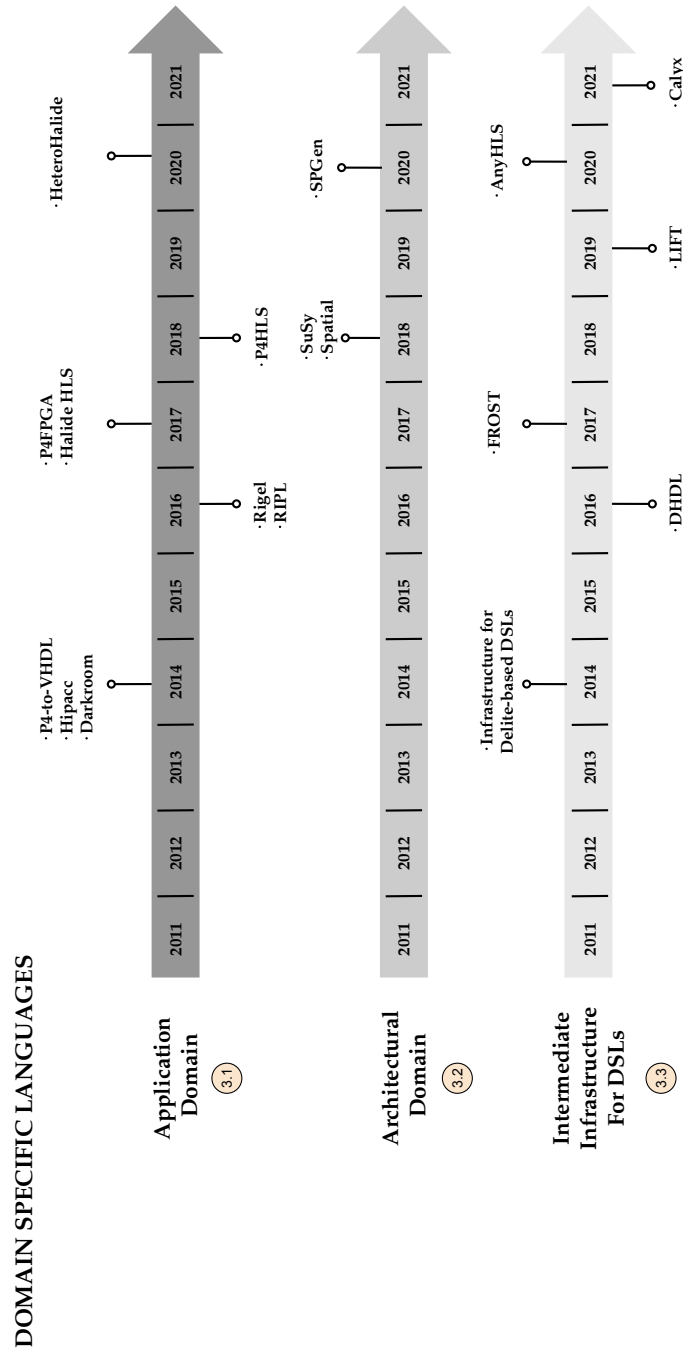 DOMAIN SPECIFIC LANGUAGES
·P4-to-VHDL
·Hipacc
·Darkroom
·P4FPGA
·Halide HLS
·HeteroHalide
Application
Domain
3.1
2011
2012
2013
2014
2015
2016
2017
2018
2019
2020
2021
·Rigel
·RIPL
·P4HLS
·SuSy
·Spatial
·SPGen
Architectural
Domain
3.2
2011
2012
2013
2014
2015
2016
2017
2018
2019
2020
2021
·Infrastructure for
Delite-based DSLs
·FROST
·AnyHLS
Intermediate
Infrastructure
For DSLs
3.3
2011
2012
2013
2014
2015
2016
2017
2018
2019
2020
2021
·DHDL
·LIFT
·Calyx